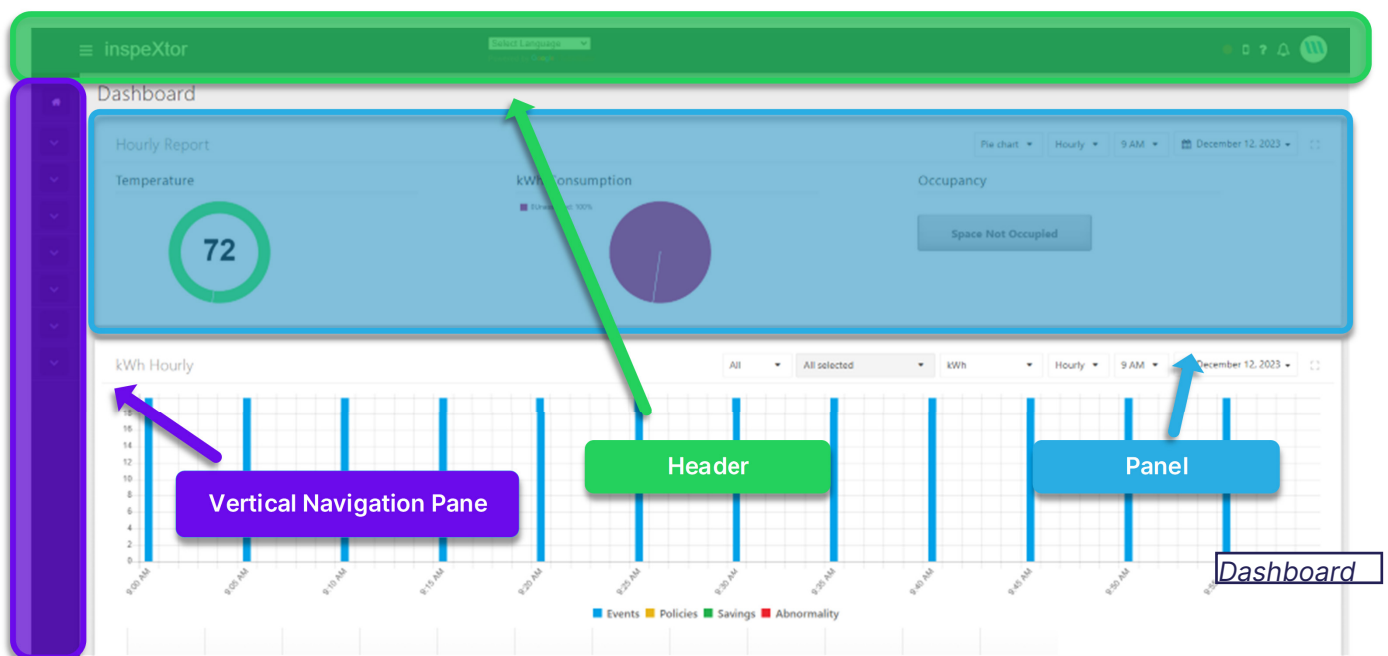 inspeXtor
Select Language
?
Dashboard
Hourly Report
Pie chart Hourly 9 AM December 12, 2023
Temperature kWh Consumption Occupancy
100%
72
Space Not Occupied
kWh Hourly
All All selected kWh Hourly 9 AM December 12, 2023
18
16
14
12
10
8
6
4
2
0
Header
Panel
Vertical Navigation Pane
9:00 AM 9:05 AM 9:10 AM 9:15 AM 9:20 AM 9:25 AM 9:30 AM 9:35 AM 9:40 AM 9:45 AM 9:50 AM
Dashboard
Events Policies Savings Abnormality